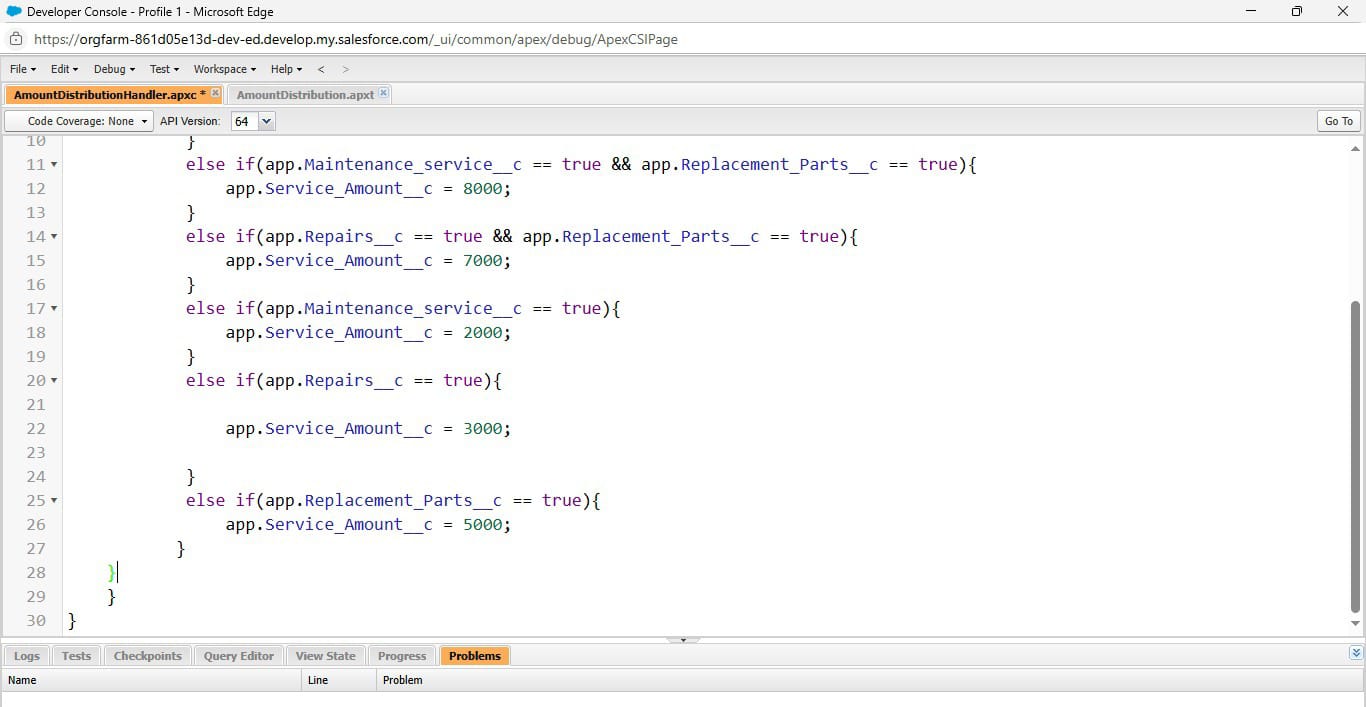 Developer Console - Profile 1 - Microsoft Edge
https://orgfarm-861d05e13d-dev-ed.develop.my.salesforce.com/_ui/common/apex/debug/ApexCSIPage
File Edit Debug Test Workspace Help < >
AmountDistributionHandler.apxc * AmountDistribution.apxt
Code Coverage: None API Version: 64 Go To
10 }
11 else if(app.Maintenance_service__c == true && app.Replacement_Parts__c == true){
12 app.Service_Amount__c = 8000;
13 }
14 else if(app.Repairs__c == true && app.Replacement_Parts__c == true){
15 app.Service_Amount__c = 7000;
16 }
17 else if(app.Maintenance_service__c == true){
18 app.Service_Amount__c = 2000;
19 }
20 else if(app.Repairs__c == true){
21
22 app.Service_Amount__c = 3000;
23
24 }
25 else if(app.Replacement_Parts__c == true){
26 app.Service_Amount__c = 5000;
27 }
28 }
29 }
30 }
Logs Tests Checkpoints Query Editor View State Progress Problems
Name Line Problem